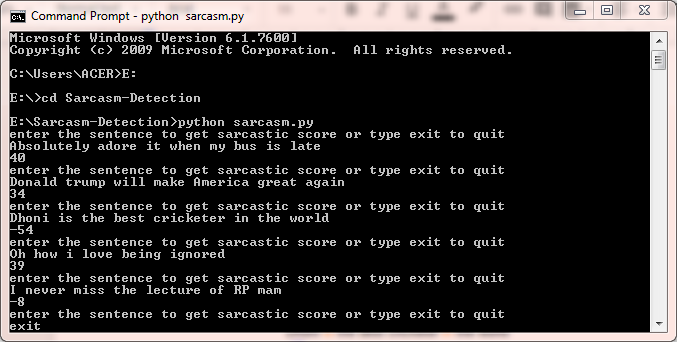 Command Prompt - python  sarcasm.py
Microsoft Windows [Version 6.1.7600]
Copyright (c) 2009 Microsoft Corporation.  All rights reserved.
C:\Users\ACER>E:
E:\>cd Sarcasm-Detection
E:\Sarcasm-Detection>python sarcasm.py
enter the sentence to get sarcastic score or type exit to quit
Absolutely adore it when my bus is late
40
enter the sentence to get sarcastic score or type exit to quit
Donald trump will make America great again
34
enter the sentence to get sarcastic score or type exit to quit
Dhoni is the best cricketer in the world
-54
enter the sentence to get sarcastic score or type exit to quit
Oh how i love being ignored
39
enter the sentence to get sarcastic score or type exit to quit
I never miss the lecture of RP mam
-8
enter the sentence to get sarcastic score or type exit to quit
exit